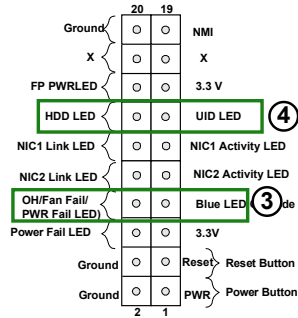 20 19
Ground NMI
X X
FP PWRLED 3.3 V
HDD LED UID LED 4
NIC1 Link LED NIC1 Activity LED
NIC2 Link LED NIC2 Activity LED
OH/Fan Fail/
PWR Fail LED) Blue LED de 3
Power Fail LED 3.3V
Ground Reset Reset Button
Ground PWR Power Button
2 1